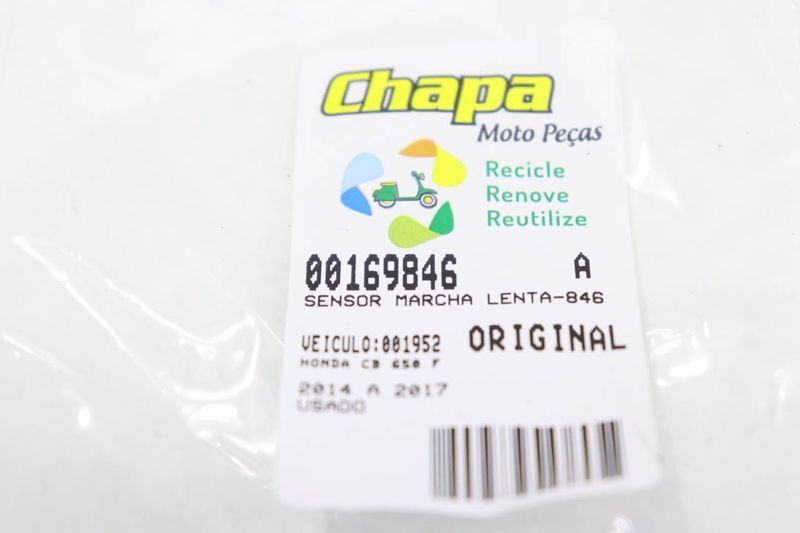 Chapa
Moto Peças
Recicle
Renove
Reutilize
00169846 A
SENSOR MARCHA LENTA-846
VEICULO:001952 ORIGINAL
HONDA CB 650 F
2014 A 2017
USADO